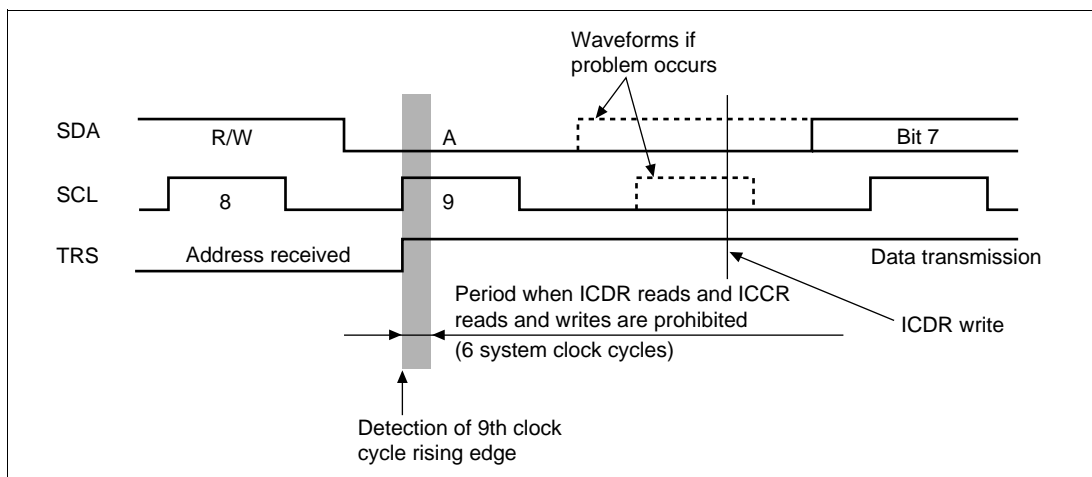 Waveforms if
problem occurs
SDA
R/W
A
Bit 7
SCL
8
9
TRS
Address received
Data transmission
Period when ICDR reads and ICCR
reads and writes are prohibited
(6 system clock cycles)
ICDR write
Detection of 9th clock
cycle rising edge